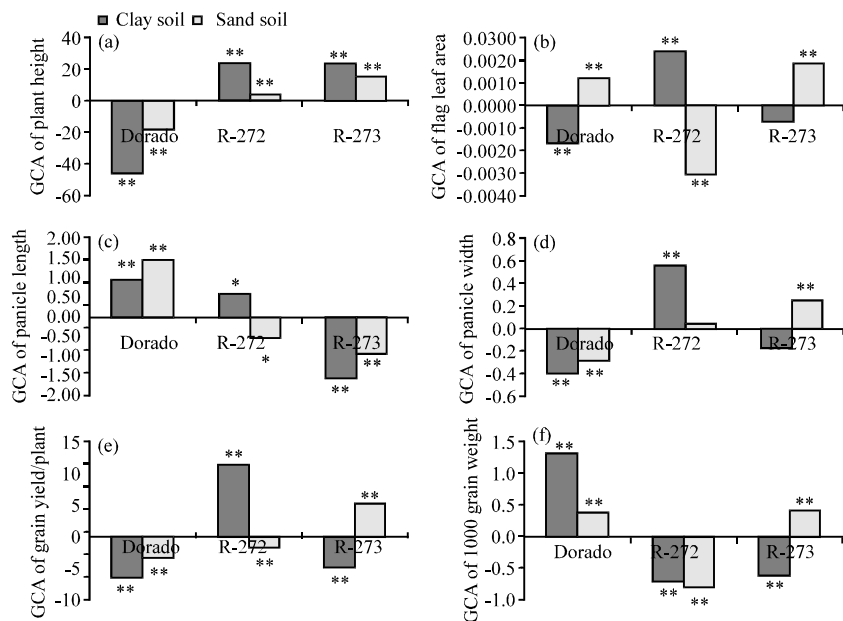 Clay soil Sand soil
(a)
GCA of plant height
40
20
0
-20
-40
-60
** ** ** ** ** **
Dorado R-272 R-273
(b)
GCA of flag leaf area
0.0300
0.0020
0.0010
0.0000
-0.0010
-0.0020
-0.0030
-0.0040
** ** ** ** **
Dorado R-272 R-273
(c)
GCA of panicle length
2.00
1.50
1.00
0.50
0.00
-0.50
-1.00
-1.50
-2.00
** ** * * ** **
Dorado R-272 R-273
(d)
GCA of panicle width
0.8
0.6
0.4
0.2
0.0
-0.2
-0.4
-0.6
** ** ** **
Dorado R-272 R-273
(e)
GCA of grain yield/plant
15
10
5
0
-5
-10
** ** ** ** ** **
Dorado R-272 R-273
(f)
GCA of 1000 grain weight
1.5
1.0
0.5
0.0
-0.5
-1.0
** ** ** ** ** **
Dorado R-272 R-273